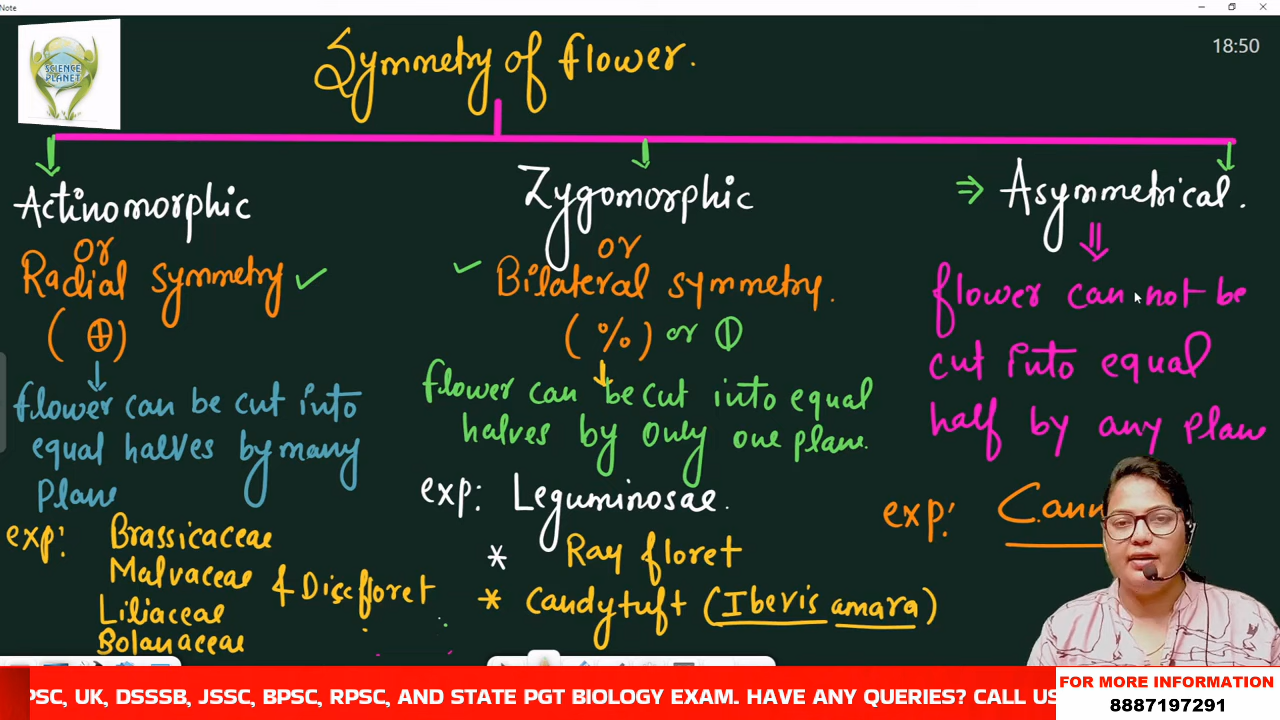 Note
SCIENCE
PLANET
18:50
Symmetry of flower.
Actinomorphic
or
Radial symmetry ✓
(⊕)
flower can be cut into
equal halves by many
Plane
exp:
Brassicaceae
Malvaceae
Liliaceae
Solanaceae
& Disc floret
Zygomorphic
or
✓ Bilateral symmetry.
(%) or ⦶
flower can be cut into equal
halves by only one plane.
exp: Leguminosae.
* Ray floret
* Candytuft (Iberis amara)
⇒ Asymmetrical.
flower can not be
cut into equal
half by any plane
exp:
PSC, UK, DSSSB, JSSC, BPSC, RPSC, AND STATE PGT BIOLOGY EXAM. HAVE ANY QUERIES? CALL US
FOR MORE INFORMATION
8887197291